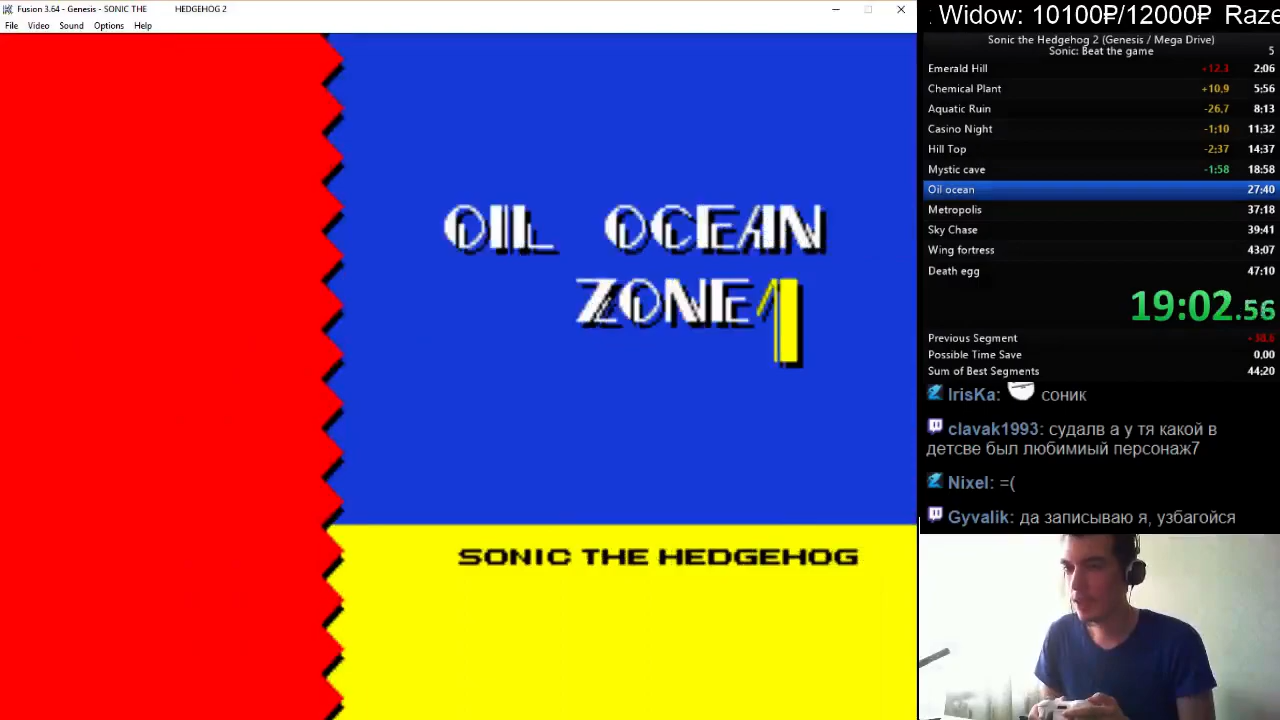 Fusion 3.64 - Genesis - SONIC THE HEDGEHOG 2
File Video Sound Options Help
OIL OCEAN
ZONE 1
SONIC THE HEDGEHOG
: Widow: 10100₽/12000₽ Raze
Sonic the Hedgehog 2 (Genesis / Mega Drive)
Sonic: Beat the game 5
Emerald Hill +12.3 2:06
Chemical Plant +10,9 5:56
Aquatic Ruin -26,7 8:13
Casino Night -1:10 11:32
Hill Top -2:37 14:37
Mystic cave -1:58 18:58
Oil ocean 27:40
Metropolis 37:18
Sky Chase 39:41
Wing fortress 43:07
Death egg 47:10
19:02.56
Previous Segment
Possible Time Save 0,00
Sum of Best Segments 44:20
IrisKa: соник
clavak1993: судалв а у тя какой в
детсве был любимиый персонаж7
Nixel: =(
Gyvalik: да записываю я, узбагойся